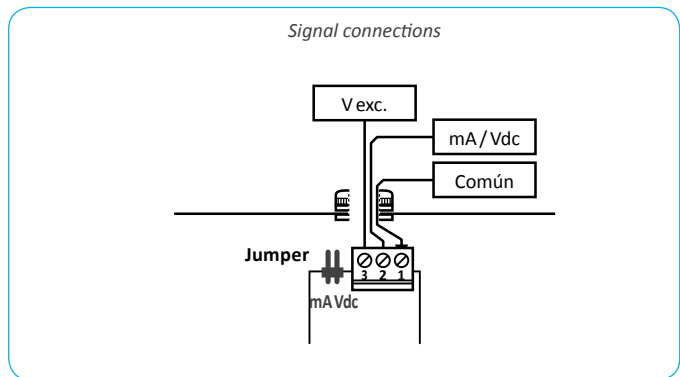 Signal connections
V exc.
mA / Vdc
Común
Jumper
3 2 1
mA Vdc